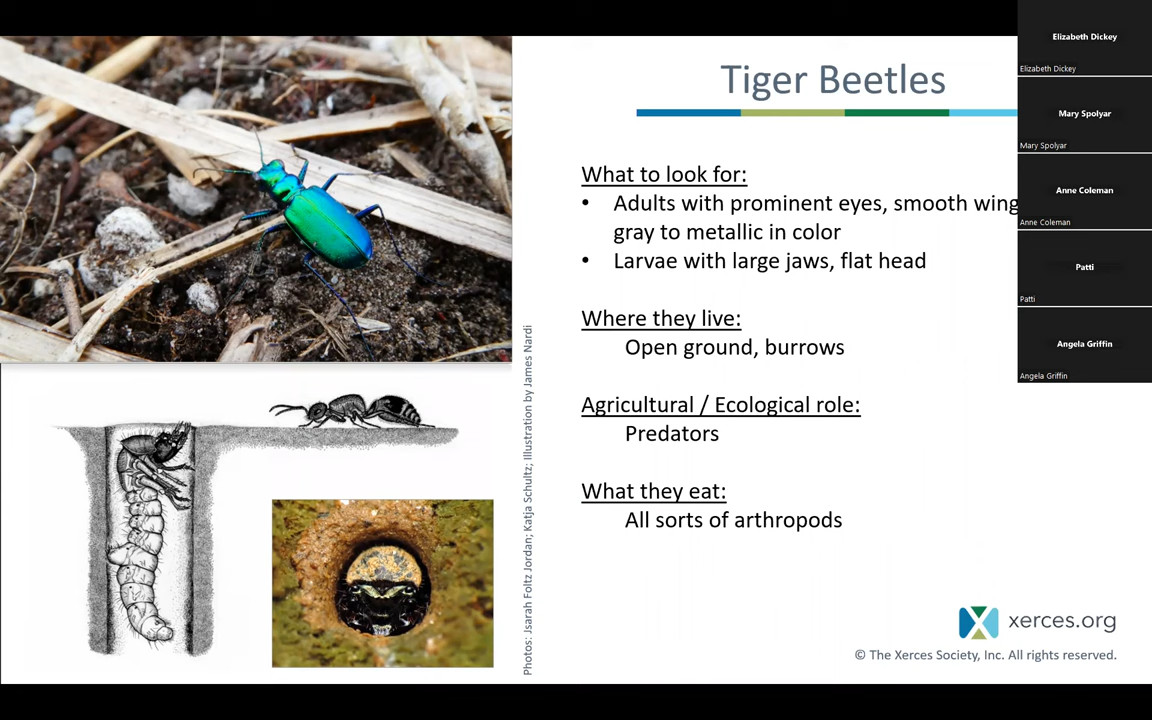 Tiger Beetles
What to look for:
• Adults with prominent eyes, smooth wing
gray to metallic in color
• Larvae with large jaws, flat head
Where they live:
Open ground, burrows
Agricultural / Ecological role:
Predators
What they eat:
All sorts of arthropods
Photos: Jsarah Foltz Jordan; Katja Schultz; Illustration by James Nardi
xerces.org
© The Xerces Society, Inc. All rights reserved.
Elizabeth Dickey
Elizabeth Dickey
Mary Spolyar
Mary Spolyar
Anne Coleman
Anne Coleman
Patti
Patti
Angela Griffin
Angela Griffin